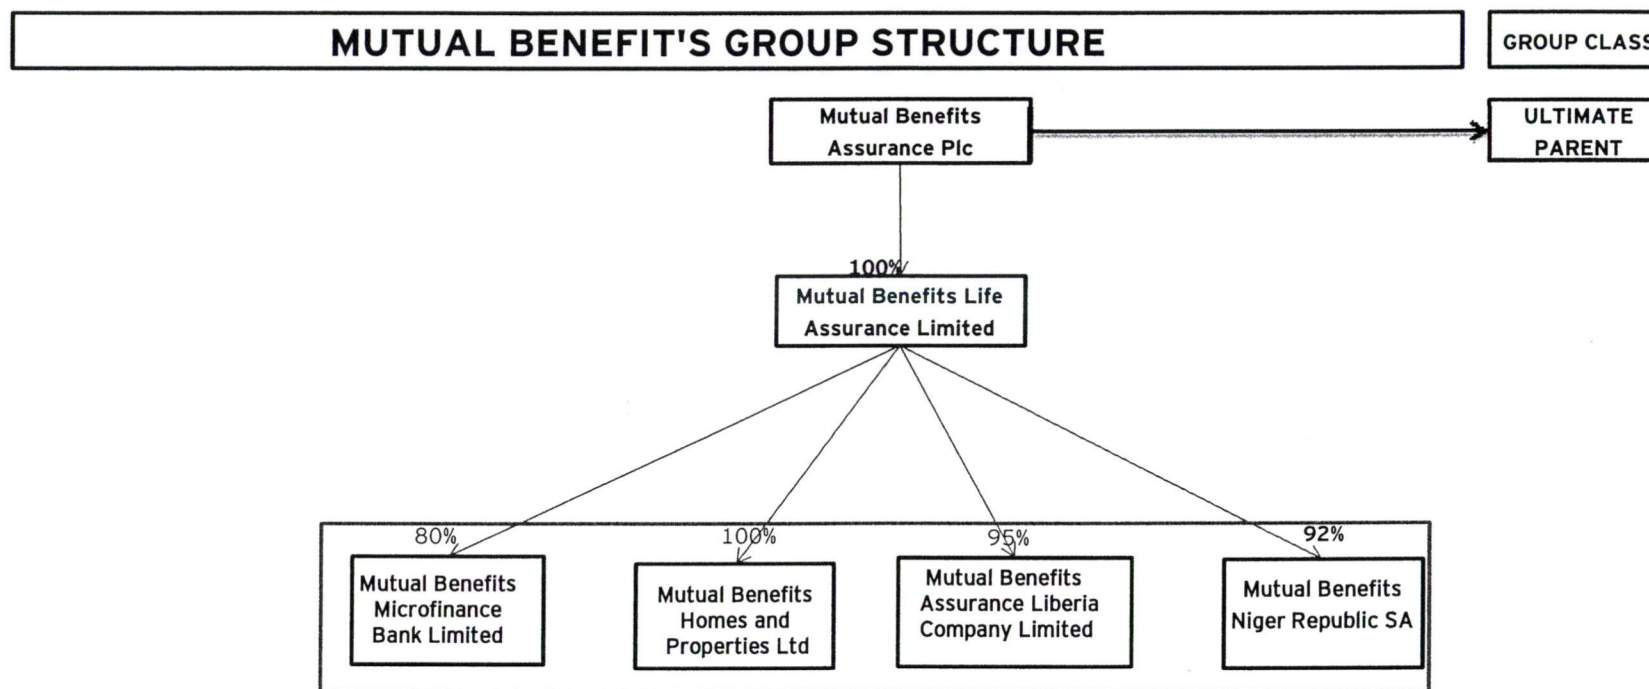 MUTUAL BENEFIT'S GROUP STRUCTURE
GROUP CLASS
Mutual Benefits
Assurance Plc
ULTIMATE
PARENT
100%
Mutual Benefits Life
Assurance Limited
80%
100%
95%
92%
Mutual Benefits
Microfinance
Bank Limited
Mutual Benefits
Homes and
Properties Ltd
Mutual Benefits
Assurance Liberia
Company Limited
Mutual Benefits
Niger Republic SA